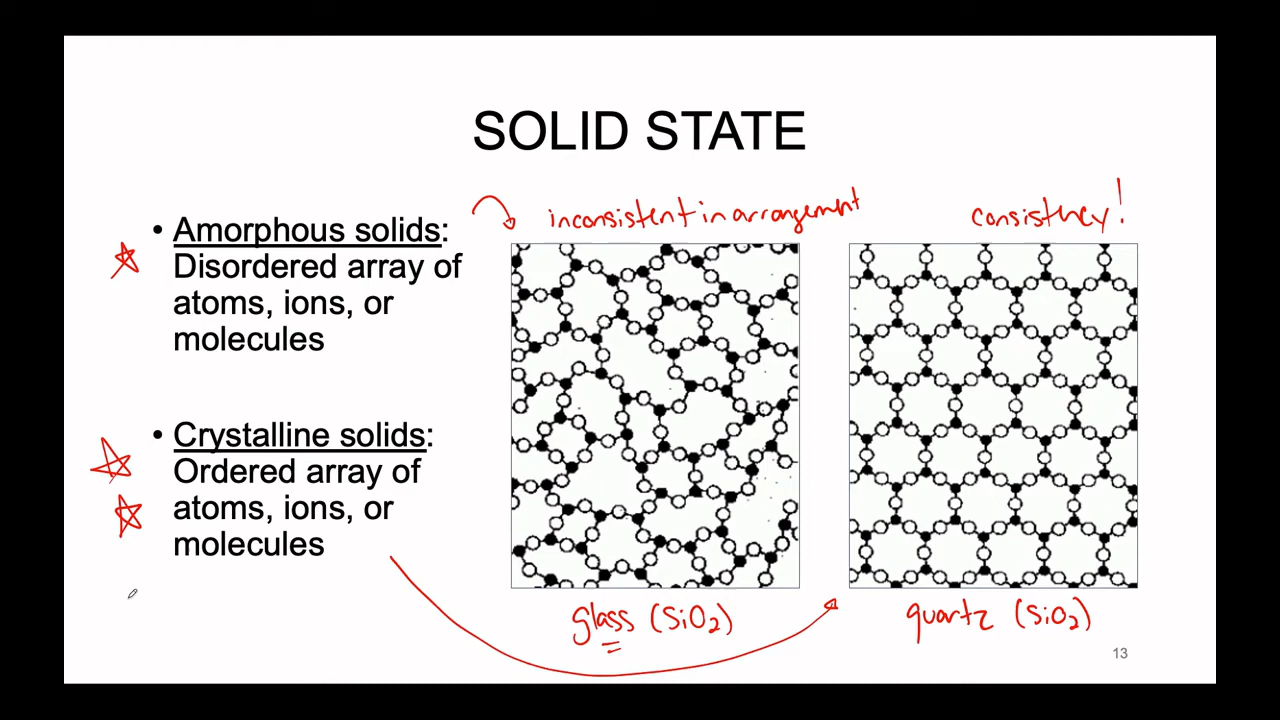 SOLID STATE
• Amorphous solids:
Disordered array of
atoms, ions, or
molecules
• Crystalline solids:
Ordered array of
atoms, ions, or
molecules
inconsistent in arrangement
consistency!
glass (SiO₂)
quartz (SiO₂)
13